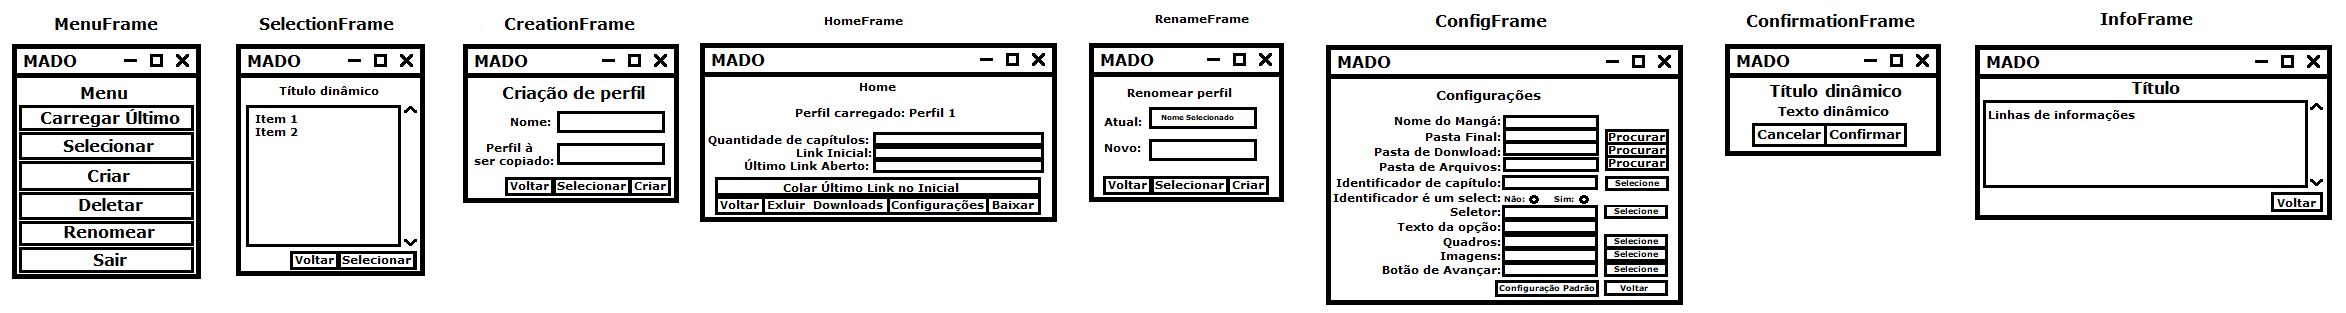 MenuFrame
MADO
Menu
Carregar Último
Selecionar
Criar
Deletar
Renomear
Sair
SelectionFrame
MADO
Título dinâmico
Item 1
Item 2
Voltar Selecionar
CreationFrame
MADO
Criação de perfil
Nome:
Perfil à
ser copiado:
Voltar Selecionar Criar
HomeFrame
MADO
Home
Perfil carregado: Perfil 1
Quantidade de capítulos:
Link Inicial:
Último Link Aberto:
Colar Último Link no Inicial
Voltar Exluir Downloads Configurações Baixar
RenameFrame
MADO
Renomear perfil
Atual: Nome Selecionado
Novo:
Voltar Selecionar Criar
ConfigFrame
MADO
Configurações
Nome do Mangá:
Pasta Final: Procurar
Pasta de Donwload: Procurar
Pasta de Arquivos: Procurar
Identificador de capítulo: Selecione
Identificador é um select: Não: Sim:
Seletor: Selecione
Texto da opção:
Quadros: Selecione
Imagens: Selecione
Botão de Avançar: Selecione
Configuração Padrão Voltar
ConfirmationFrame
MADO
Título dinâmico
Texto dinâmico
Cancelar Confirmar
InfoFrame
MADO
Título
Linhas de informações
Voltar